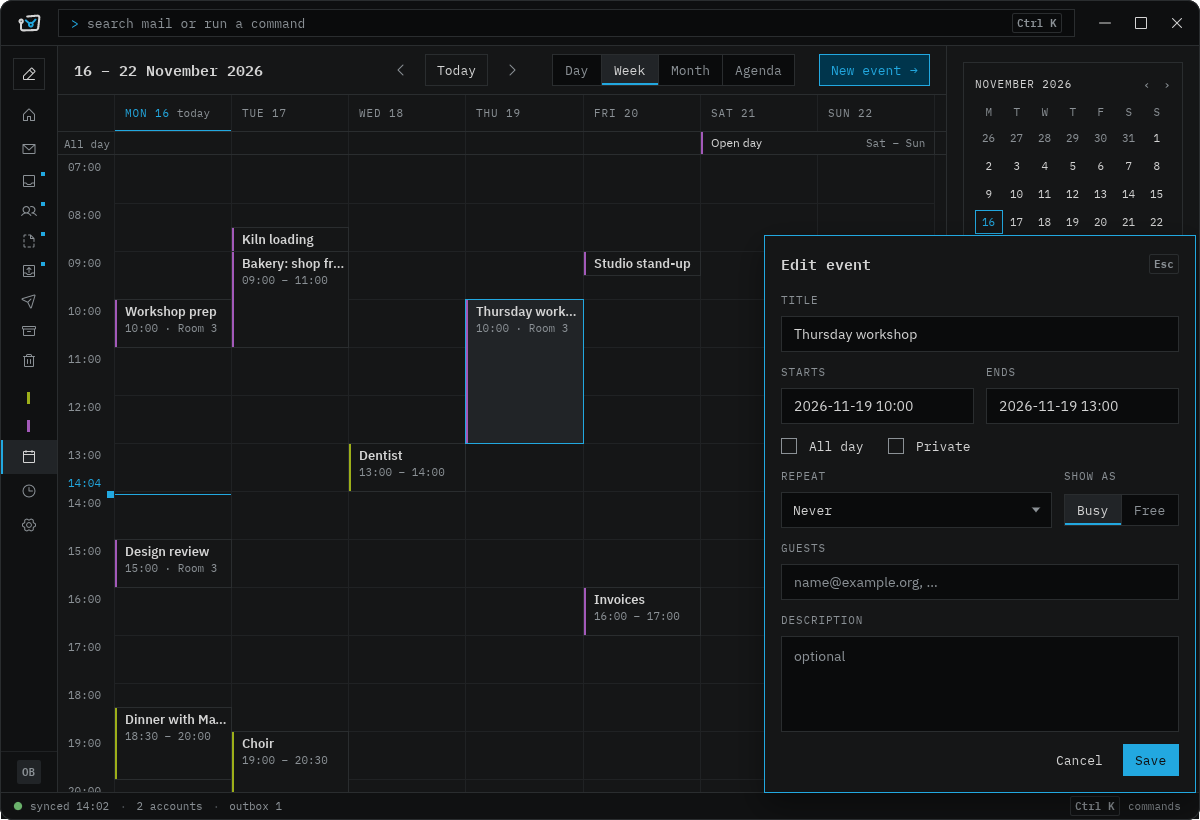 > search mail or run a command Ctrl K
16 – 22 November 2026 Today Day Week Month Agenda New event →
MON 16 today TUE 17 WED 18 THU 19 FRI 20 SAT 21 SUN 22
All day Open day Sat – Sun
07:00
08:00
09:00
10:00
11:00
12:00
13:00
14:04
14:00
15:00
16:00
17:00
18:00
19:00
20:00
Workshop prep
10:00 · Room 3
Design review
15:00 · Room 3
Dinner with Ma...
18:30 – 20:00
Kiln loading
Bakery: shop fr...
09:00 – 11:00
Choir
19:00 – 20:30
Dentist
13:00 – 14:00
Thursday work...
10:00 · Room 3
Studio stand-up
Invoices
16:00 – 17:00
NOVEMBER 2026 ‹ ›
M T W T F S S
26 27 28 29 30 31 1
2 3 4 5 6 7 8
9 10 11 12 13 14 15
16 17 18 19 20 21 22
Edit event Esc
TITLE
Thursday workshop
STARTS ENDS
2026-11-19 10:00 2026-11-19 13:00
All day Private
REPEAT SHOW AS
Never Busy Free
GUESTS
name@example.org, ...
DESCRIPTION
optional
Cancel Save
OB
synced 14:02 · 2 accounts · outbox 1 Ctrl K commands